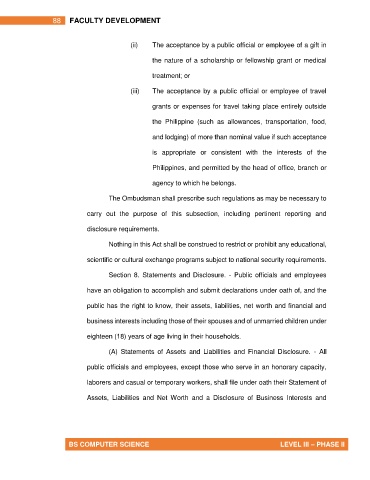 88 FACULTY DEVELOPMENT
(ii) The acceptance by a public official or employee of a gift in
the nature of a scholarship or fellowship grant or medical
treatment; or
(iii) The acceptance by a public official or employee of travel
grants or expenses for travel taking place entirely outside
the Philippine (such as allowances, transportation, food,
and lodging) of more than nominal value if such acceptance
is appropriate or consistent with the interests of the
Philippines, and permitted by the head of office, branch or
agency to which he belongs.
The Ombudsman shall prescribe such regulations as may be necessary to
carry out the purpose of this subsection, including pertinent reporting and
disclosure requirements.
Nothing in this Act shall be construed to restrict or prohibit any educational,
scientific or cultural exchange programs subject to national security requirements.
Section 8. Statements and Disclosure. - Public officials and employees
have an obligation to accomplish and submit declarations under oath of, and the
public has the right to know, their assets, liabilities, net worth and financial and
business interests including those of their spouses and of unmarried children under
eighteen (18) years of age living in their households.
(A) Statements of Assets and Liabilities and Financial Disclosure. - All
public officials and employees, except those who serve in an honorary capacity,
laborers and casual or temporary workers, shall file under oath their Statement of
Assets, Liabilities and Net Worth and a Disclosure of Business Interests and
BS COMPUTER SCIENCE LEVEL III – PHASE II